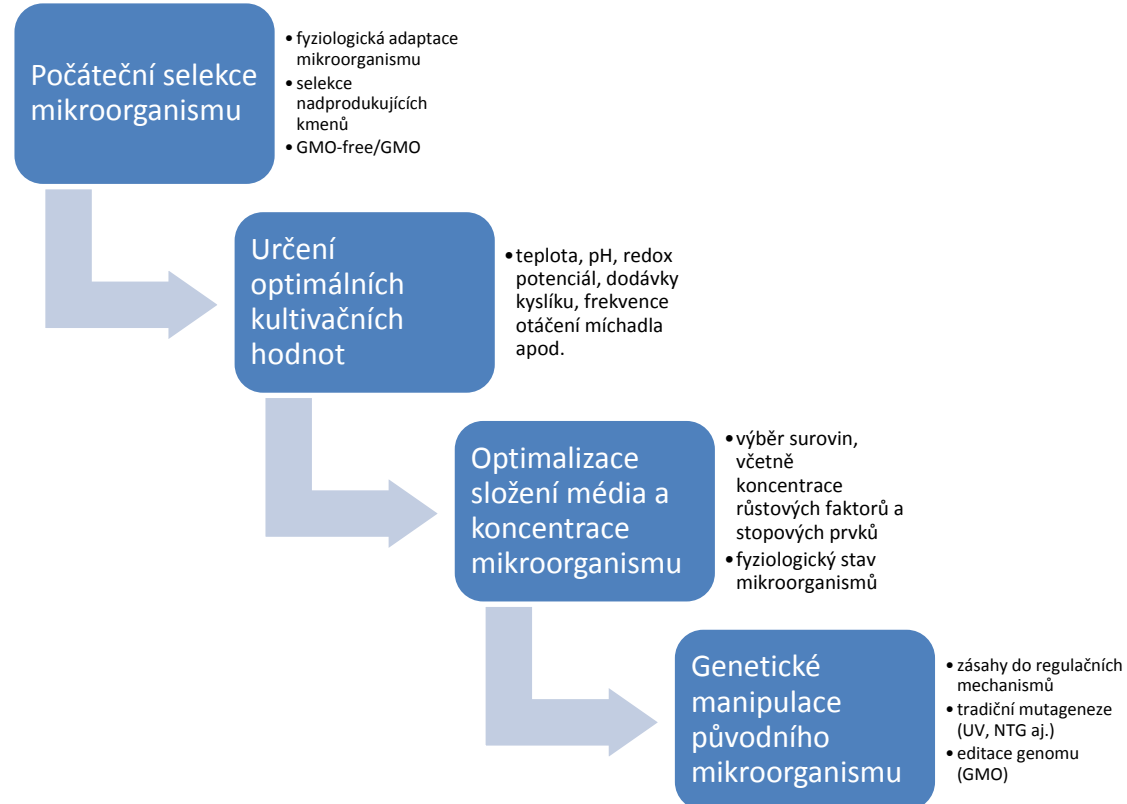 Počáteční selekce
mikroorganismu
• fyziologická adaptace
mikroorganismu
• selekce
nadprodukujících
kmenů
• GMO-free/GMO
Určení
optimálních
kultivačních
hodnot
• teplota, pH, redox
potenciál, dodávky
kyslíku, frekvence
otáčení míchadla
apod.
Optimalizace
složení média a
koncentrace
mikroorganismu
• výběr surovin,
včetně
koncentrace
růstových faktorů a
stopových prvků
• fyziologický stav
mikroorganismů
Genetické
manipulace
původního
mikroorganismu
• zásahy do regulačních
mechanismů
• tradiční mutageneze
(UV, NTG aj.)
• editace genomu
(GMO)